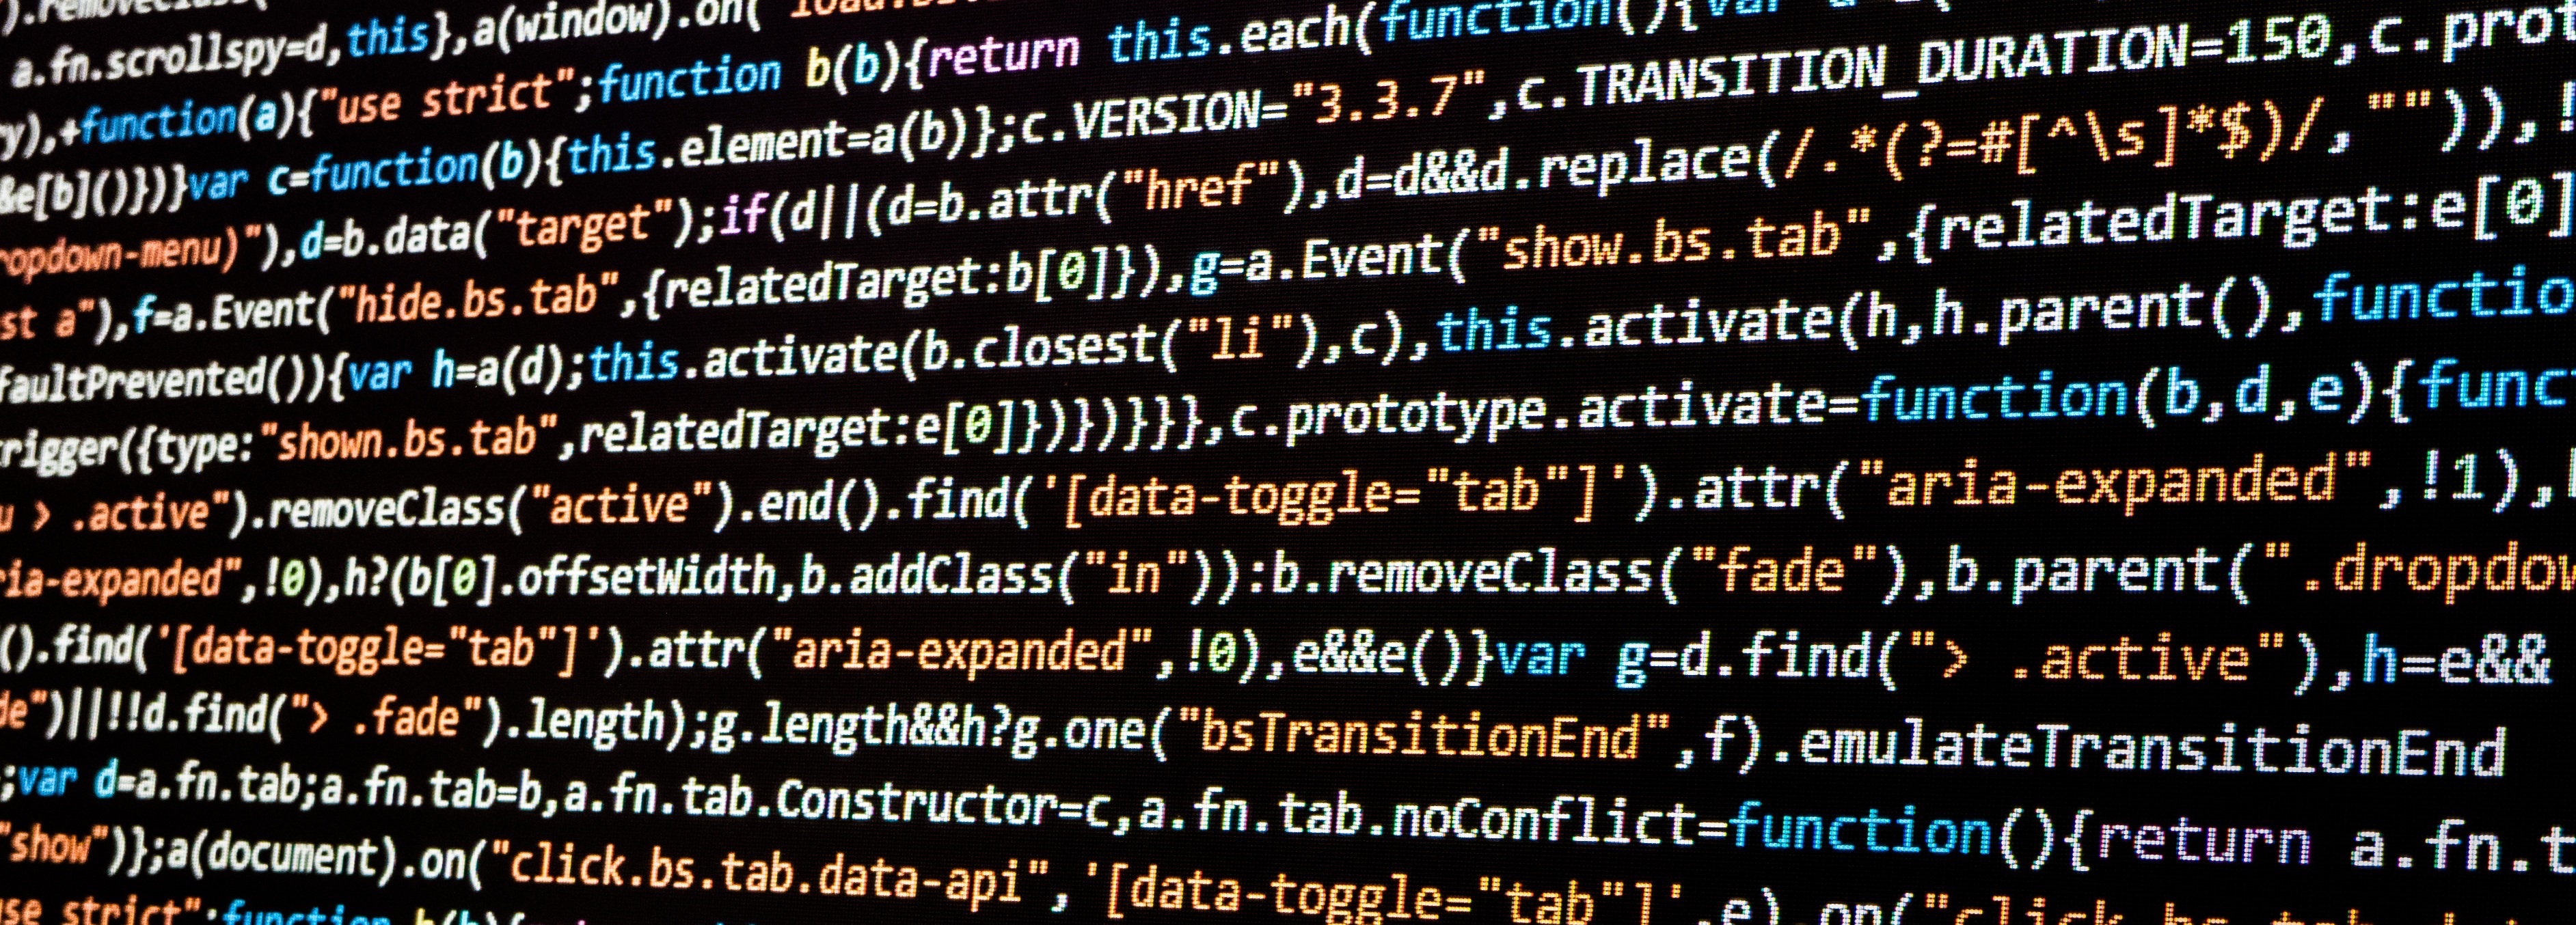 ).removeClass(
a.fn.scrollspy=d,this},a(window).on("load.bs
y),+function(a){"use strict";function b(b){return this.each(function(){var
&e[b]()})}var c=function(b){this.element=a(b)};c.VERSION="3.3.7",c.TRANSITION_DURATION=150,c.prot
ropdown-menu)"),d=b.data("target");if(d||(d=b.attr("href"),d=d&&d.replace(/.*(?=#[^\s]*$)/,"")),!
st a"),f=a.Event("hide.bs.tab",{relatedTarget:b[0]}),g=a.Event("show.bs.tab",{relatedTarget:e[0]
faultPrevented()){var h=a(d);this.activate(b.closest("li"),c),this.activate(h,h.parent(),functio
rigger({type:"shown.bs.tab",relatedTarget:e[0]})})}}},c.prototype.activate=function(b,d,e){func
u > .active").removeClass("active").end().find('[data-toggle="tab"]').attr("aria-expanded",!1),
ria-expanded",!0),h?(b[0].offsetWidth,b.addClass("in")):b.removeClass("fade"),b.parent(".dropdow
().find('[data-toggle="tab"]').attr("aria-expanded",!0),e&&e()}var g=d.find("> .active"),h=e&&
de")||!!d.find("> .fade").length);g.length&&h?g.one("bsTransitionEnd",f).emulateTransitionEnd
;var d=a.fn.tab;a.fn.tab=b,a.fn.tab.Constructor=c,a.fn.tab.noConflict=function(){return a.fn.t
"show")};a(document).on("click.bs.tab.data-api",'[data-toggle="tab"]',e).on("click.bs.tab.dat
use strict";function b(b){